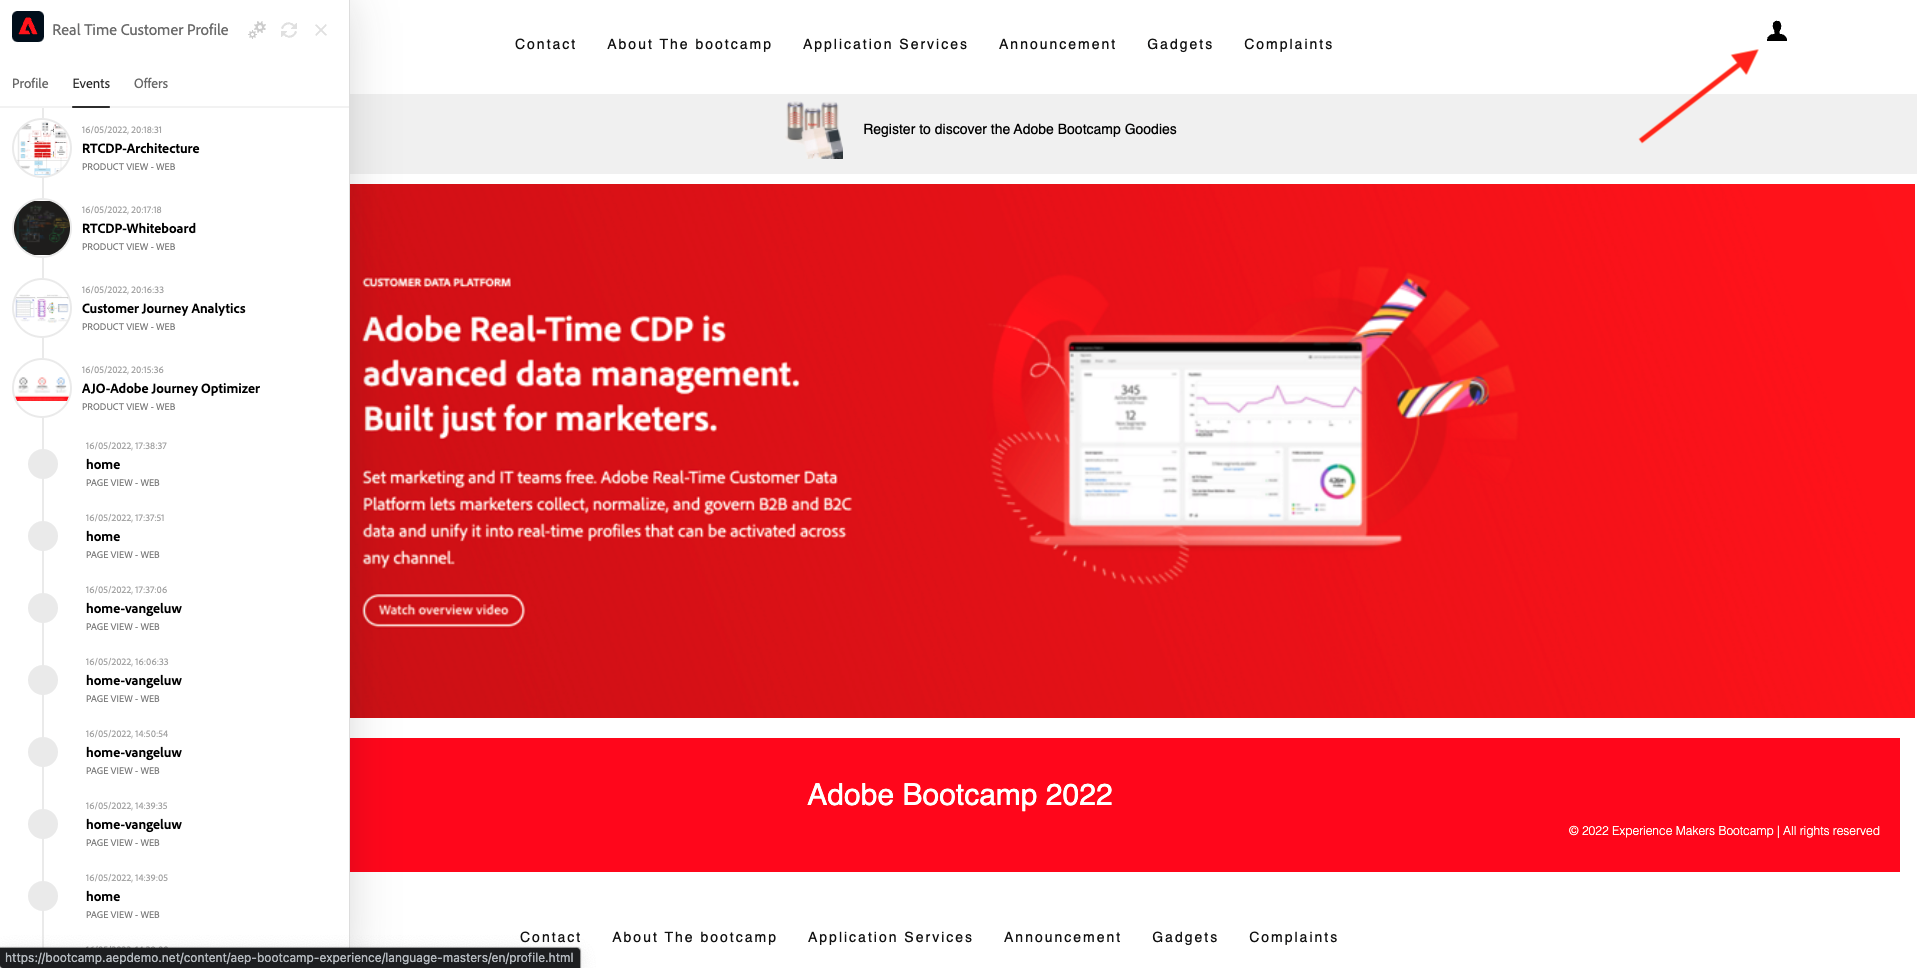 Real Time Customer Profile
Profile Events Offers
16/05/2022, 20:18:31
RTCDP-Architecture
PRODUCT VIEW - WEB
16/05/2022, 20:17:18
RTCDP-Whiteboard
PRODUCT VIEW - WEB
16/05/2022, 20:16:33
Customer Journey Analytics
PRODUCT VIEW - WEB
16/05/2022, 20:15:36
AJO-Adobe Journey Optimizer
PRODUCT VIEW - WEB
16/05/2022, 17:38:37
home
PAGE VIEW - WEB
16/05/2022, 17:37:51
home
PAGE VIEW - WEB
16/05/2022, 17:37:06
home-vangeluw
PAGE VIEW - WEB
16/05/2022, 16:06:33
home-vangeluw
PAGE VIEW - WEB
16/05/2022, 14:50:54
home-vangeluw
PAGE VIEW - WEB
16/05/2022, 14:39:35
home-vangeluw
PAGE VIEW - WEB
16/05/2022, 14:39:05
home
PAGE VIEW - WEB
https://bootcamp.aepdemo.net/content/aep-bootcamp-experience/language-masters/en/profile.html
Contact About The bootcamp Application Services Announcement Gadgets Complaints
Register to discover the Adobe Bootcamp Goodies
CUSTOMER DATA PLATFORM
Adobe Real-Time CDP is
advanced data management.
Built just for marketers.
Set marketing and IT teams free. Adobe Real-Time Customer Data
Platform lets marketers collect, normalize, and govern B2B and B2C
data and unify it into real-time profiles that can be activated across
any channel.
Watch overview video
345
12
Adobe Bootcamp 2022
© 2022 Experience Makers Bootcamp | All rights reserved
Contact About The bootcamp Application Services Announcement Gadgets Complaints